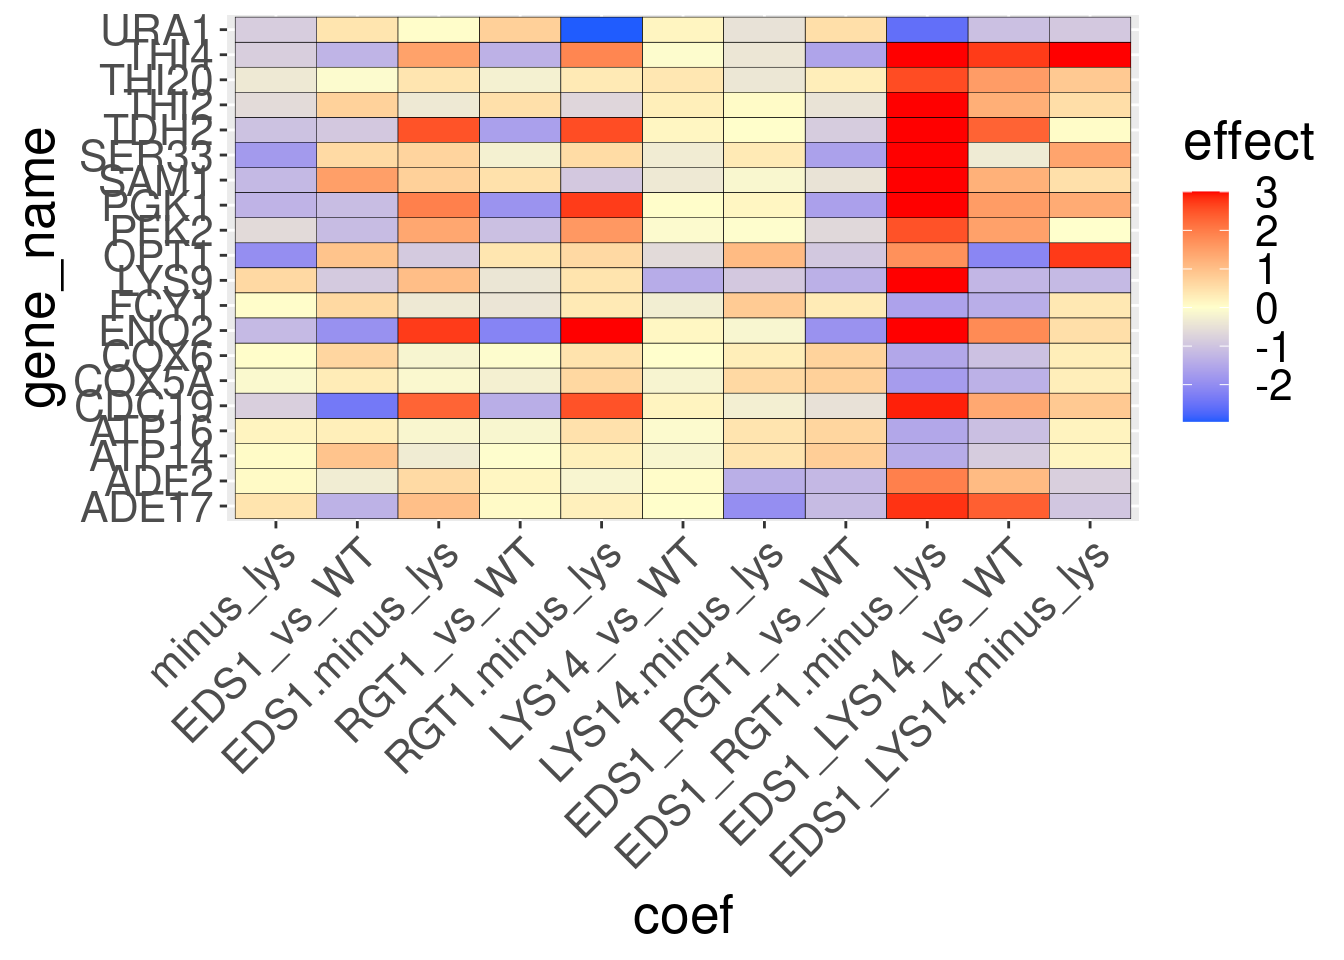 URA1
THI4
THI20
THI2
TDH2
SER33
SAM1
PGK1
PFK2
OPT1
LYS9
FCY1
ENO2
COX6
COX5A
CDC19
ATP16
ATP14
ADE2
ADE17
gene_name
minus_lys
EDS1_vs_WT
EDS1.minus_lys
RGT1_vs_WT
RGT1.minus_lys
LYS14_vs_WT
LYS14.minus_lys
EDS1_RGT1_vs_WT
EDS1_RGT1.minus_lys
EDS1_LYS14_vs_WT
EDS1_LYS14.minus_lys
coef
effect
3
2
1
0
-1
-2